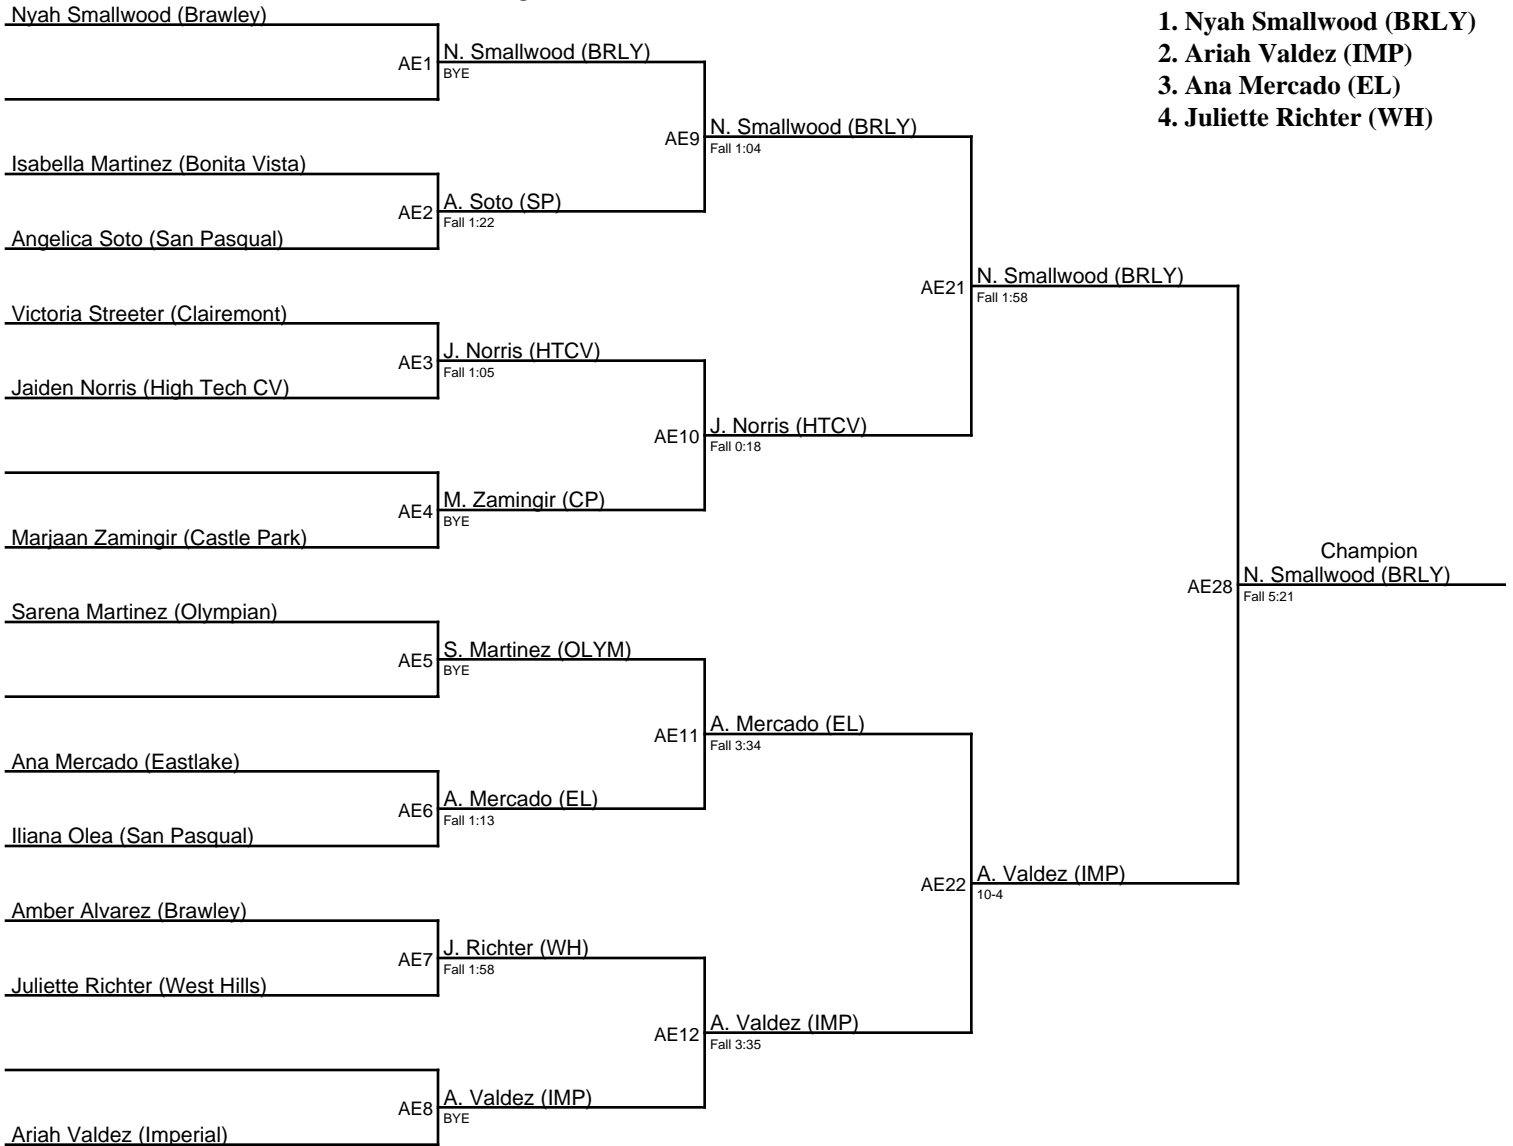 Nyah Smallwood (Brawley)
1. Nyah Smallwood (BRLY)
2. Ariah Valdez (IMP)
3. Ana Mercado (EL)
4. Juliette Richter (WH)
AE1
N. Smallwood (BRLY)
BYE
AE9
N. Smallwood (BRLY)
Fall 1:04
Isabella Martinez (Bonita Vista)
AE2
A. Soto (SP)
Fall 1:22
Angelica Soto (San Pasqual)
AE21
N. Smallwood (BRLY)
Fall 1:58
Victoria Streeter (Clairemont)
AE3
J. Norris (HTCV)
Fall 1:05
Jaiden Norris (High Tech CV)
AE10
J. Norris (HTCV)
Fall 0:18
AE4
M. Zamingir (CP)
BYE
Marjaan Zamingir (Castle Park)
Champion
AE28
N. Smallwood (BRLY)
Fall 5:21
Sarena Martinez (Olympian)
AE5
S. Martinez (OLYM)
BYE
AE11
A. Mercado (EL)
Fall 3:34
Ana Mercado (Eastlake)
AE6
A. Mercado (EL)
Fall 1:13
Iliana Olea (San Pasqual)
AE22
A. Valdez (IMP)
10-4
Amber Alvarez (Brawley)
AE7
J. Richter (WH)
Fall 1:58
Juliette Richter (West Hills)
AE12
A. Valdez (IMP)
Fall 3:35
AE8
A. Valdez (IMP)
BYE
Ariah Valdez (Imperial)